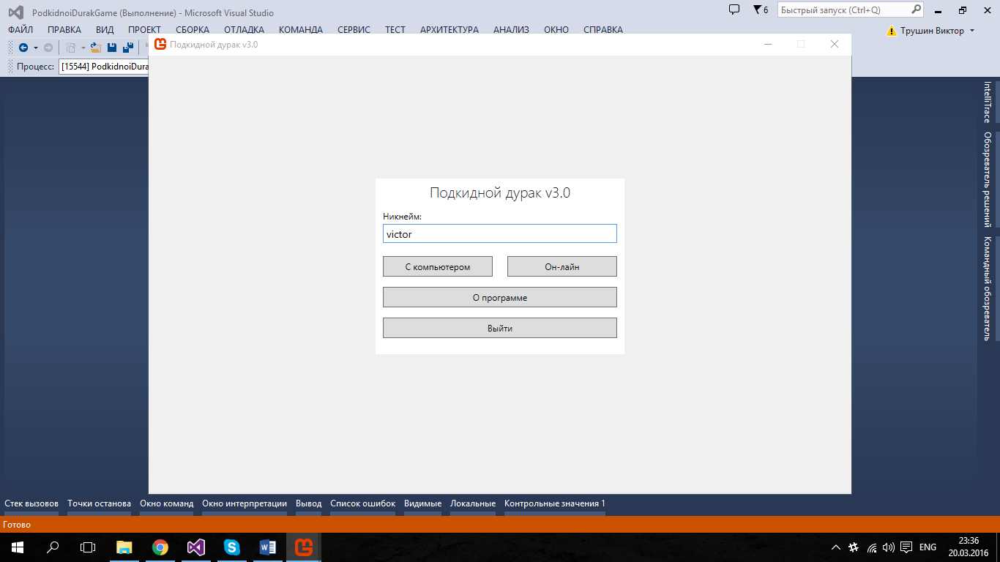 PodkidnoiDurakGame (Выполнение) - Microsoft Visual Studio
6
Быстрый запуск (Ctrl+Q)
ФАЙЛ ПРАВКА ВИД ПРОЕКТ СБОРКА ОТЛАДКА КОМАНДА СЕРВИС ТЕСТ АРХИТЕКТУРА АНАЛИЗ ОКНО СПРАВКА
Трушин Виктор
Подкидной дурак v3.0
Процесс: [15544] PodkidnoiDura
IntelliTrace
Обозреватель решений
Командный обозреватель
Подкидной дурак v3.0
Никнейм:
victor
С компьютером Он-лайн
О программе
Выйти
Стек вызовов Точки останова Окно команд Окно интерпретации Вывод Список ошибок Видимые Локальные Контрольные значения 1
Готово
ENG
23:36
20.03.2016